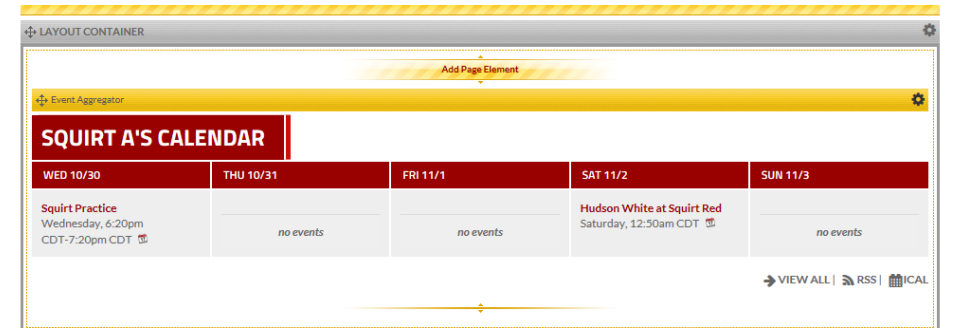 LAYOUT CONTAINER
Add Page Element
Event Aggregator
SQUIRT A'S CALENDAR
WED 10/30 THU 10/31 FRI 11/1 SAT 11/2 SUN 11/3
Squirt Practice
Wednesday, 6:20pm
CDT-7:20pm CDT
no events
no events
Hudson White at Squirt Red
Saturday, 12:50am CDT
no events
VIEW ALL | RSS | ICAL